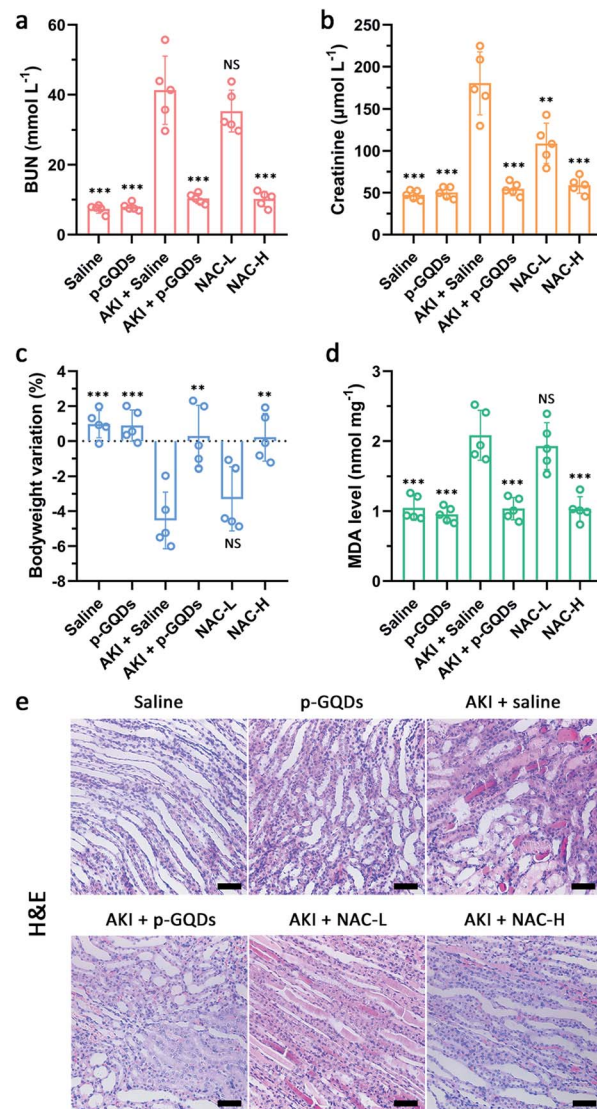 a
BUN (mmol L⁻¹)
60
40
20
0
*** *** *** NS ***
Saline
p-GQDs
AKI + Saline
AKI + p-GQDs
NAC-L
NAC-H
b
Creatinine (µmol L⁻¹)
250
200
150
100
50
0
*** *** *** ** ***
Saline
p-GQDs
AKI + Saline
AKI + p-GQDs
NAC-L
NAC-H
c
Bodyweight variation (%)
4
2
0
-2
-4
-6
-8
*** *** ** NS **
Saline
p-GQDs
AKI + Saline
AKI + p-GQDs
NAC-L
NAC-H
d
MDA level (nmol mg⁻¹)
3
2
1
0
*** *** *** NS ***
Saline
p-GQDs
AKI + Saline
AKI + p-GQDs
NAC-L
NAC-H
e
H&E
Saline p-GQDs AKI + saline
AKI + p-GQDs AKI + NAC-L AKI + NAC-H